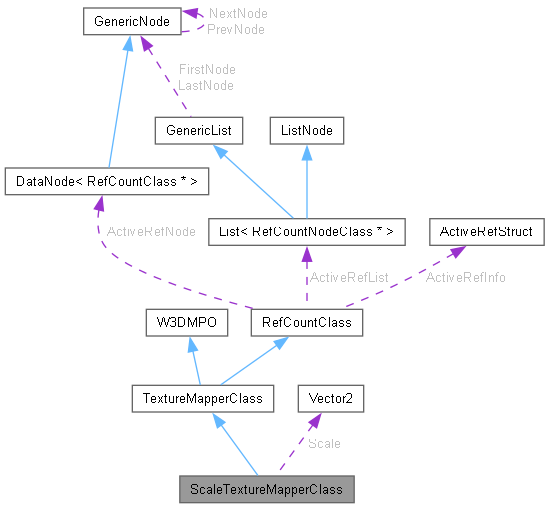 GenericNode
NextNode
PrevNode
FirstNode
LastNode
GenericList
ListNode
DataNode< RefCountClass * >
ActiveRefNode
List< RefCountNodeClass * >
ActiveRefStruct
ActiveRefList
ActiveRefInfo
W3DMPO
RefCountClass
TextureMapperClass
Vector2
Scale
ScaleTextureMapperClass